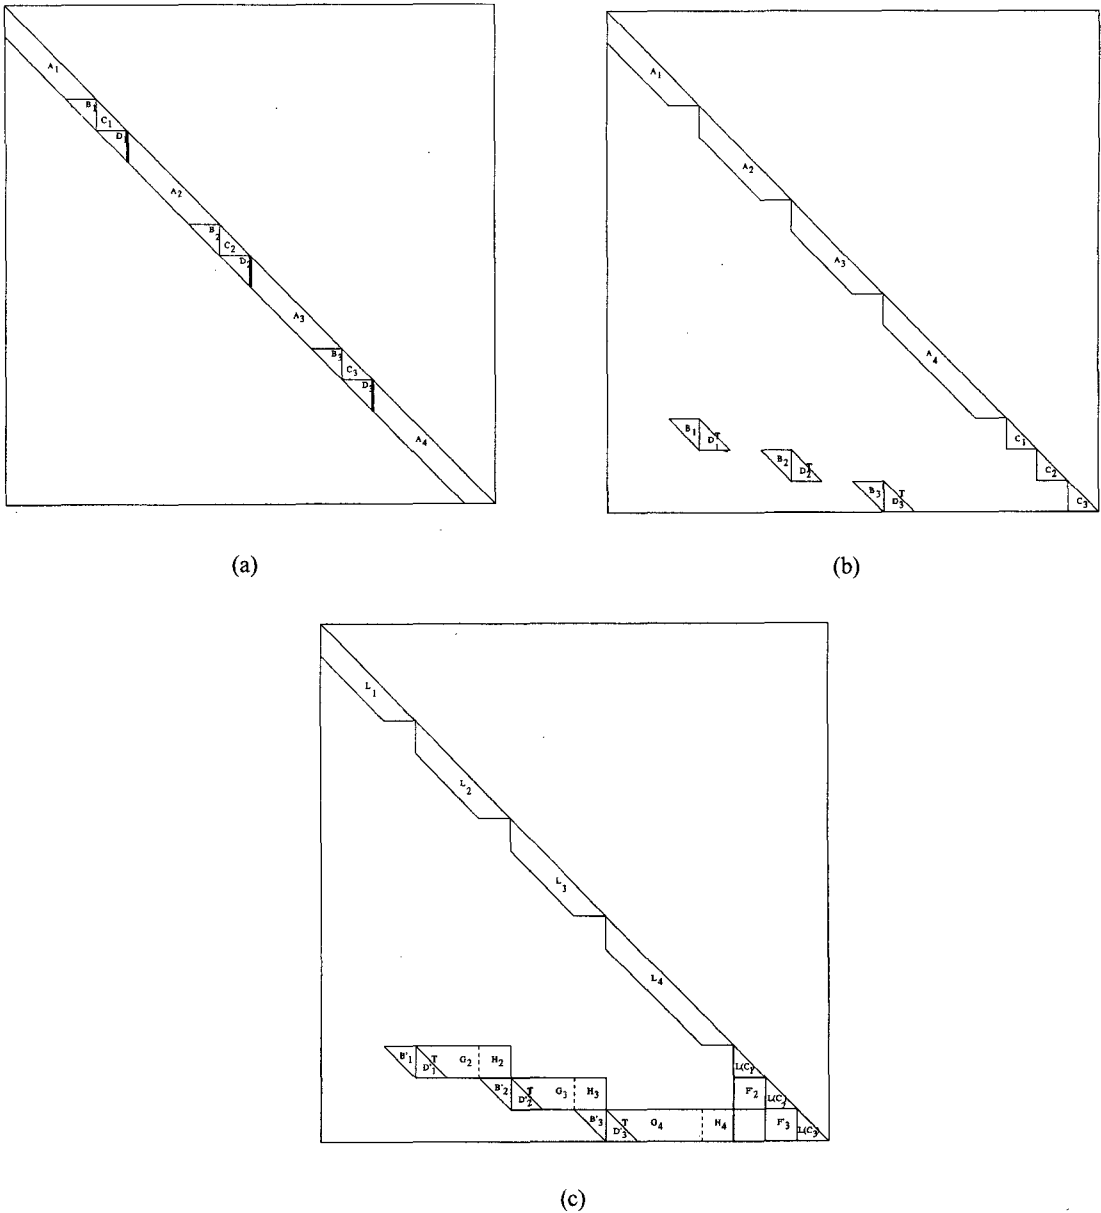 A1
B1
C1
D1
A2
B2
C2
D2
A3
B3
C3
D3
A4
(a)
A1
A2
A3
A4
B1
D1T
C1
B2
D2T
C2
B3
D3T
C3
(b)
L1
L2
L3
L4
B'1
D'1T
G2
H2
L(C1)
B'2
D'2T
G3
H3
F'2
L(C2)
B'3
D'3T
G4
H4
F'3
L(C3)
(c)